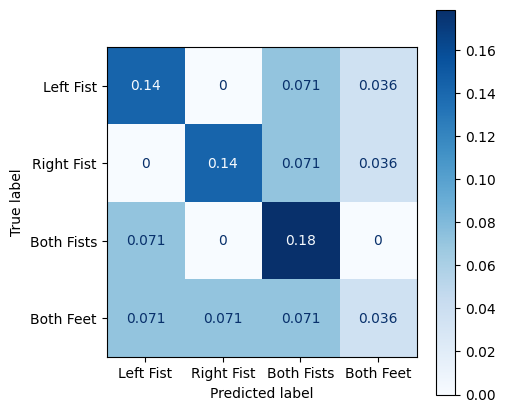 0.16
Left Fist 0.14 0 0.071 0.036
0.14
0.12
Right Fist 0 0.14 0.071 0.036
0.10
True label
0.08
Both Fists 0.071 0 0.18 0
0.06
0.04
Both Feet 0.071 0.071 0.071 0.036
0.02
Left Fist Right Fist Both Fists Both Feet
0.00
Predicted label